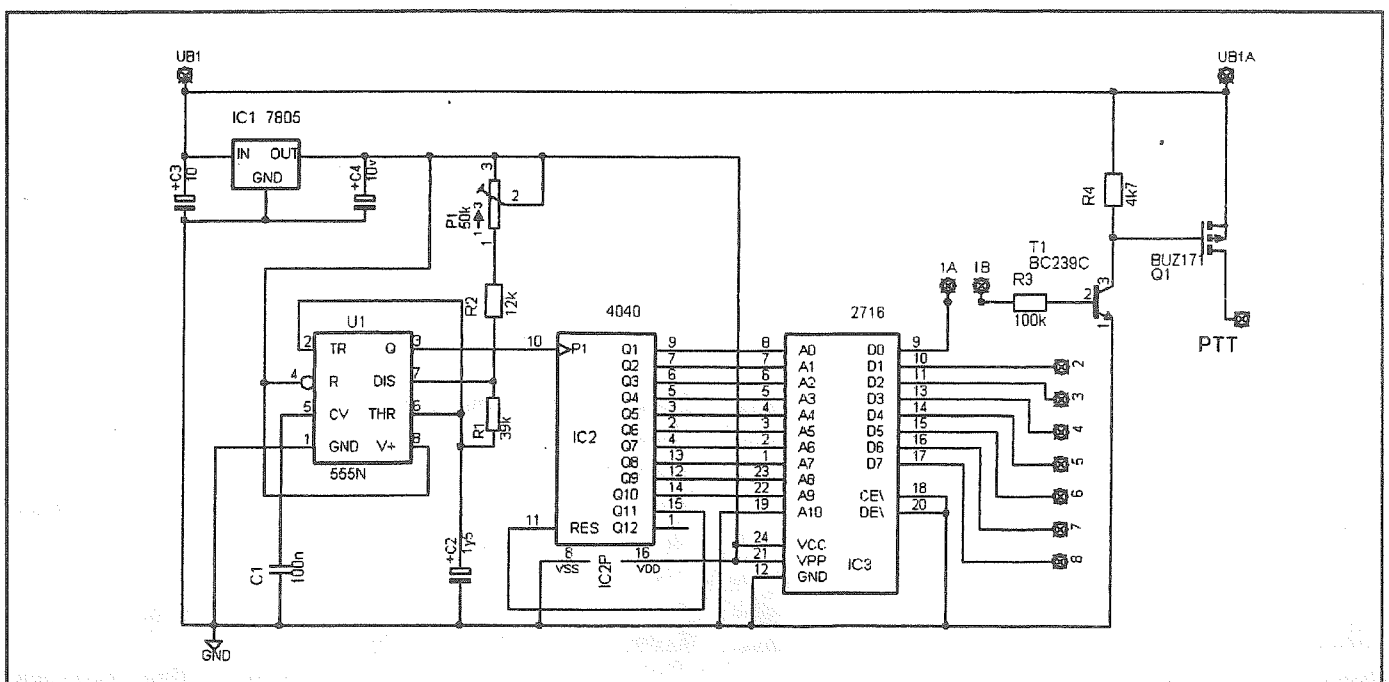 UB1
UB1A
IC1 7805
IN OUT
GND
+C3
10
+C4
10v
3
2
1
P1
50k
1 3
R2
12k
R1
39k
U1
2 TR Q 3
4 R DIS 7
5 CV THR 6
1 GND V+ 8
555N
C1
100n
+C2
1y5
GND
4040
10 P1
Q1 9
Q2 7
Q3 6
Q4 5
Q5 3
Q6 2
Q7 4
Q8 13
Q9 12
Q10 14
Q11 15
11 RES Q12 1
IC2
8 VSS
IC2P
16 VDD
2716
8 A0 D0 9
7 A1 D1 10
6 A2 D2 11
5 A3 D3 13
4 A4 D4 14
3 A5 D5 15
2 A6 D6 16
1 A7 D7 17
23 A8
22 A9 CE\ 18
19 A10 OE\ 20
24 VCC
21 VPP
12 GND
IC3
1A
1B
R3
100k
T1
BC239C
2
3
1
R4
4k7
BUZ171
Q1
PTT
2
3
4
5
6
7
8